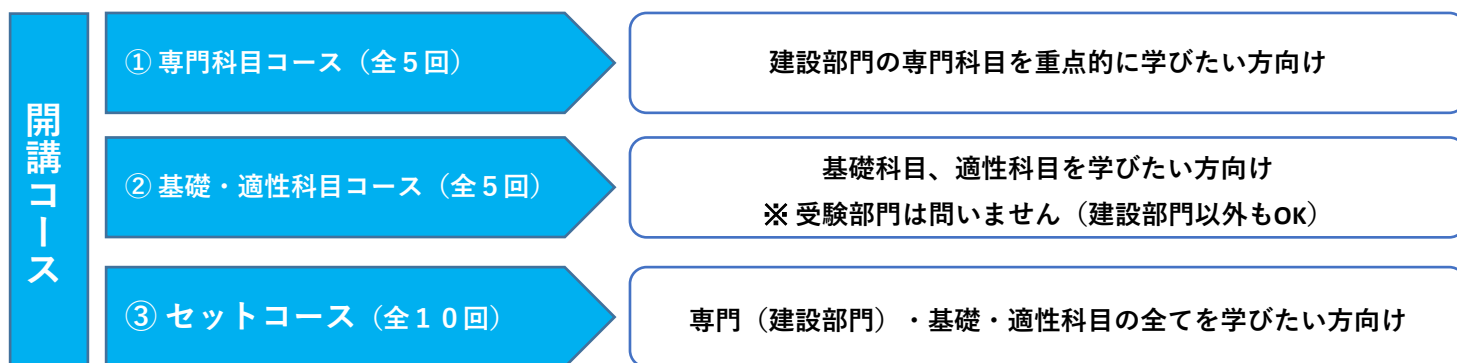 開講コース
① 専門科目コース（全５回）
建設部門の専門科目を重点的に学びたい方向け
② 基礎・適性科目コース（全５回）
基礎科目、適性科目を学びたい方向け
※ 受験部門は問いません（建設部門以外もOK）
③ セットコース（全１０回）
専門（建設部門）・基礎・適性科目の全てを学びたい方向け